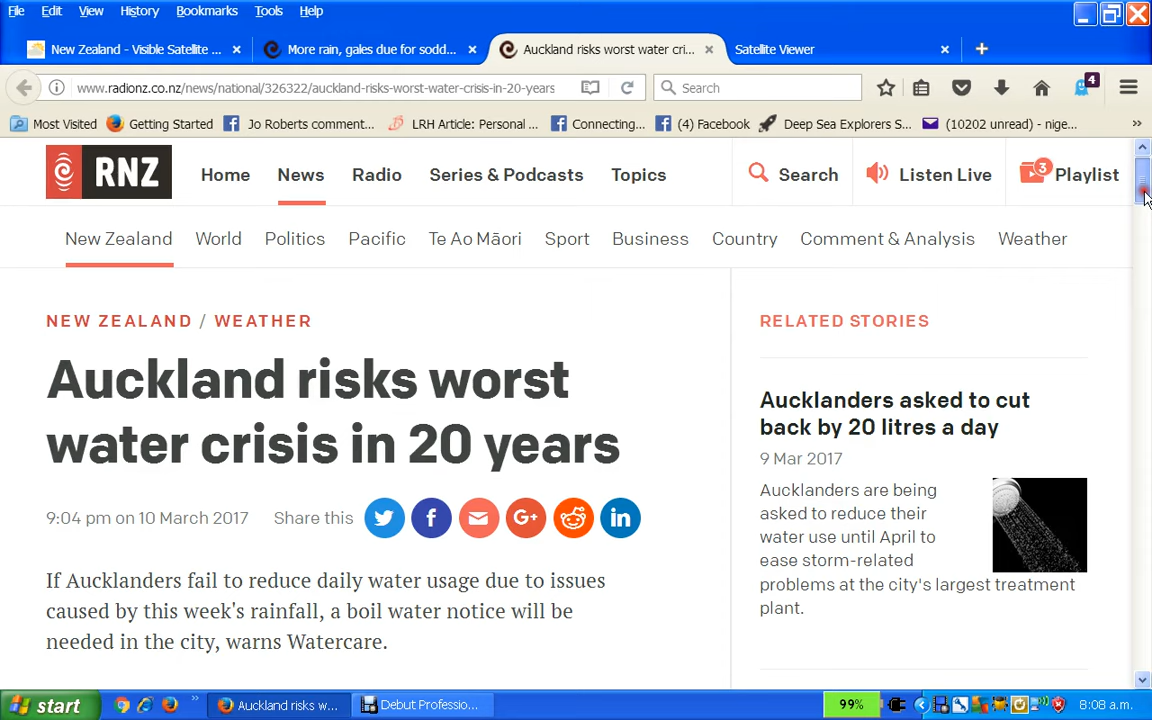 File Edit View History Bookmarks Tools Help
New Zealand - Visible Satellite ...
More rain, gales due for sodd...
Auckland risks worst water cri...
Satellite Viewer
www.radionz.co.nz/news/national/326322/auckland-risks-worst-water-crisis-in-20-years
Search
4
Most Visited
Getting Started
Jo Roberts comment...
LRH Article: Personal ...
Connecting...
(4) Facebook
Deep Sea Explorers S...
(10202 unread) - nige...
RNZ
Home News Radio Series & Podcasts Topics
Search
Listen Live
3
Playlist
New Zealand World Politics Pacific Te Ao Māori Sport Business Country Comment & Analysis Weather
NEW ZEALAND / WEATHER
Auckland risks worst
water crisis in 20 years
9:04 pm on 10 March 2017
Share this
f
G+
in
If Aucklanders fail to reduce daily water usage due to issues
caused by this week's rainfall, a boil water notice will be
needed in the city, warns Watercare.
RELATED STORIES
Aucklanders asked to cut
back by 20 litres a day
9 Mar 2017
Aucklanders are being
asked to reduce their
water use until April to
ease storm-related
problems at the city's largest treatment
plant.
start
Auckland risks w...
Debut Professio...
99%
8:08 a.m.